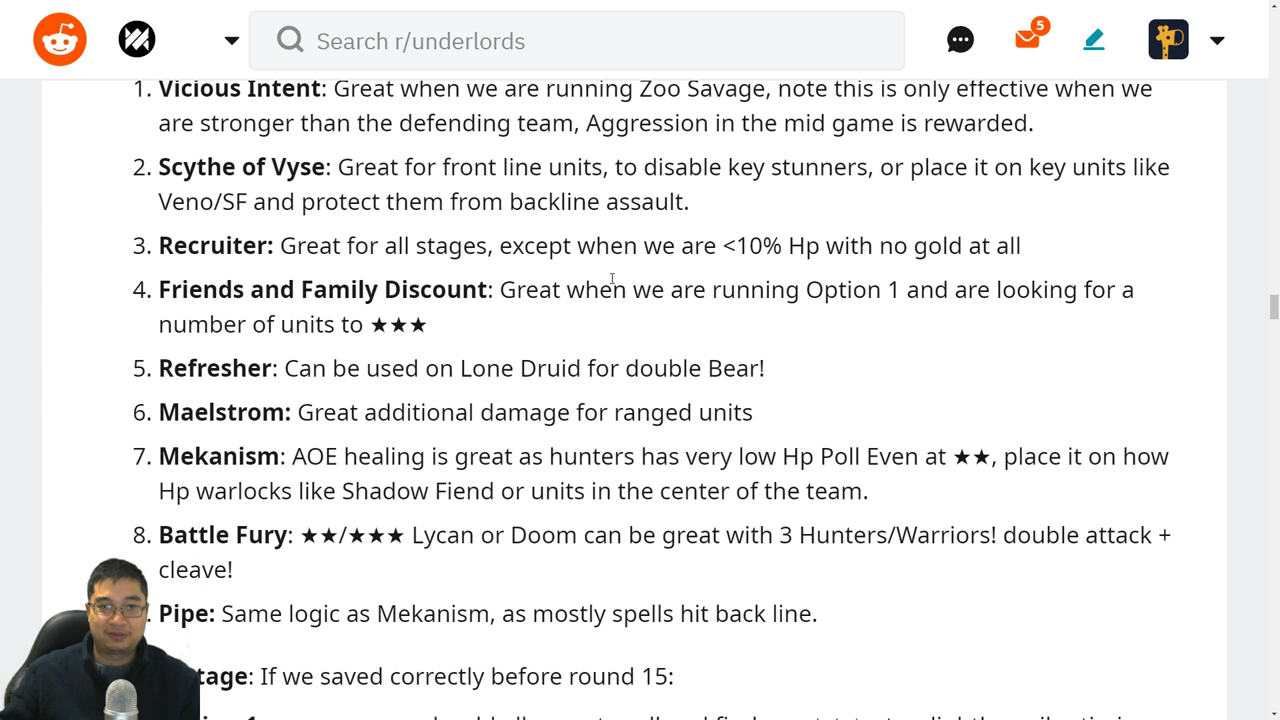 Search r/underlords
5
1. Vicious Intent: Great when we are running Zoo Savage, note this is only effective when we
are stronger than the defending team, Aggression in the mid game is rewarded.
2. Scythe of Vyse: Great for front line units, to disable key stunners, or place it on key units like
Veno/SF and protect them from backline assault.
3. Recruiter: Great for all stages, except when we are <10% Hp with no gold at all
4. Friends and Family Discount: Great when we are running Option 1 and are looking for a
number of units to ★★★
5. Refresher: Can be used on Lone Druid for double Bear!
6. Maelstrom: Great additional damage for ranged units
7. Mekanism: AOE healing is great as hunters has very low Hp Poll Even at ★★, place it on how
Hp warlocks like Shadow Fiend or units in the center of the team.
8. Battle Fury: ★★/★★★ Lycan or Doom can be great with 3 Hunters/Warriors! double attack +
cleave!
. Pipe: Same logic as Mekanism, as mostly spells hit back line.
tage: If we saved correctly before round 15: